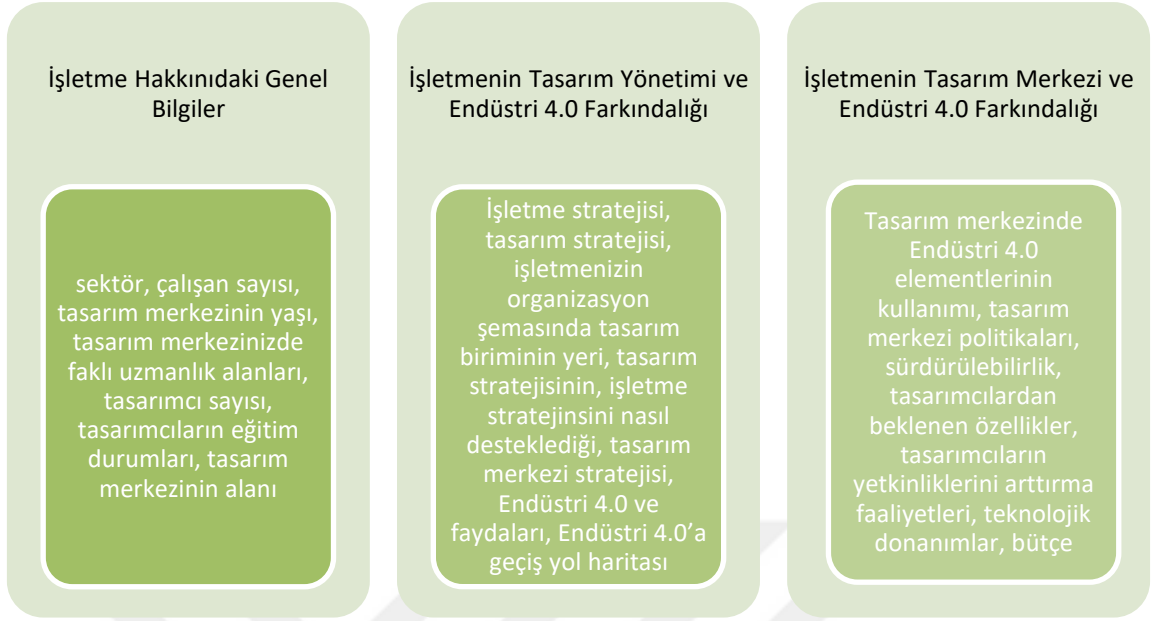 İşletme Hakkınıdaki Genel
Bilgiler
sektör, çalışan sayısı,
tasarım merkezinin yaşı,
tasarım merkezinizde
faklı uzmanlık alanları,
tasarımcı sayısı,
tasarımcıların eğitim
durumları, tasarım
merkezinin alanı
İşletmenin Tasarım Yönetimi ve
Endüstri 4.0 Farkındalığı
İşletme stratejisi,
tasarım stratejisi,
işletmenizin
organizasyon
şemasında tasarım
biriminin yeri, tasarım
stratejisinin, işletme
stratejinsini nasıl
desteklediği, tasarım
merkezi stratejisi,
Endüstri 4.0 ve
faydaları, Endüstri 4.0’a
geçiş yol haritası
İşletmenin Tasarım Merkezi ve
Endüstri 4.0 Farkındalığı
Tasarım merkezinde
Endüstri 4.0
elementlerinin
kullanımı, tasarım
merkezi politikaları,
sürdürülebilirlik,
tasarımcılardan
beklenen özellikler,
tasarımcıların
yetkinliklerini arttırma
faaliyetleri, teknolojik
donanımlar, bütçe